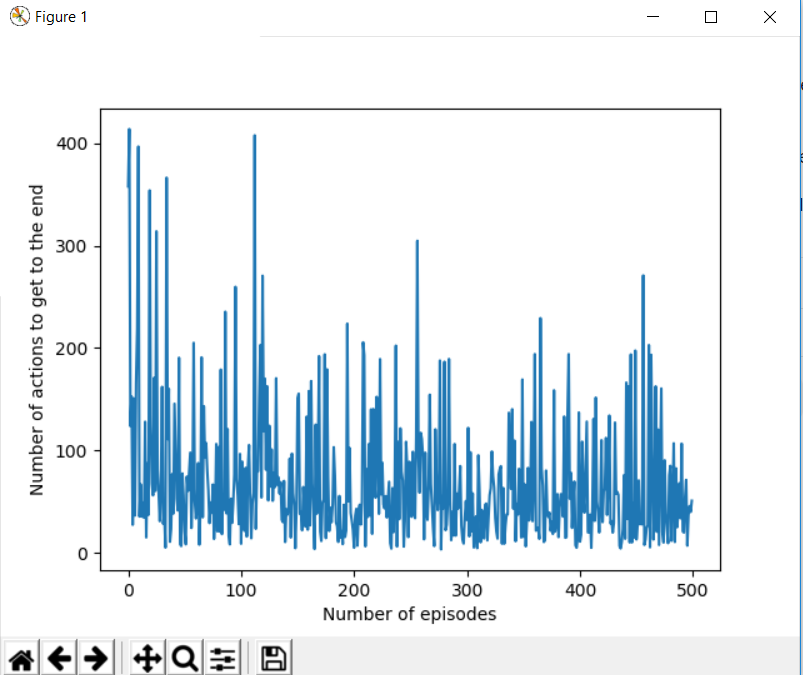 Figure 1
Number of actions to get to the end
400
300
200
100
0
0 100 200 300 400 500
Number of episodes